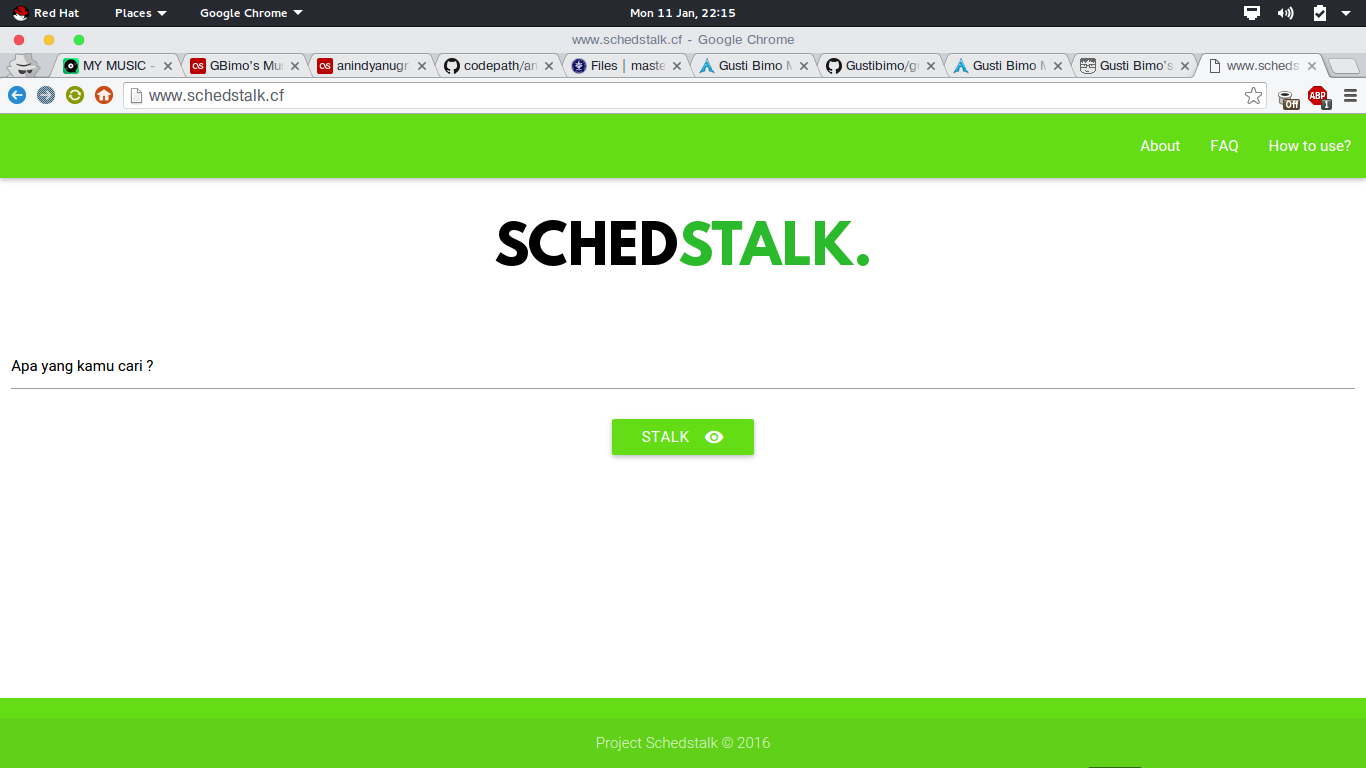 Red Hat Places Google Chrome Mon 11 Jan, 22:15
www.schedstalk.cf - Google Chrome
MY MUSIC - GBimo's Mus anindyanugr codepath/an Files | maste Gusti Bimo M Gustibimo/gu Gusti Bimo M Gusti Bimo's www.scheds
www.schedstalk.cf Off ABP 1
About FAQ How to use?
SCHEDSTALK.
Apa yang kamu cari ?
STALK
Project Schedstalk © 2016